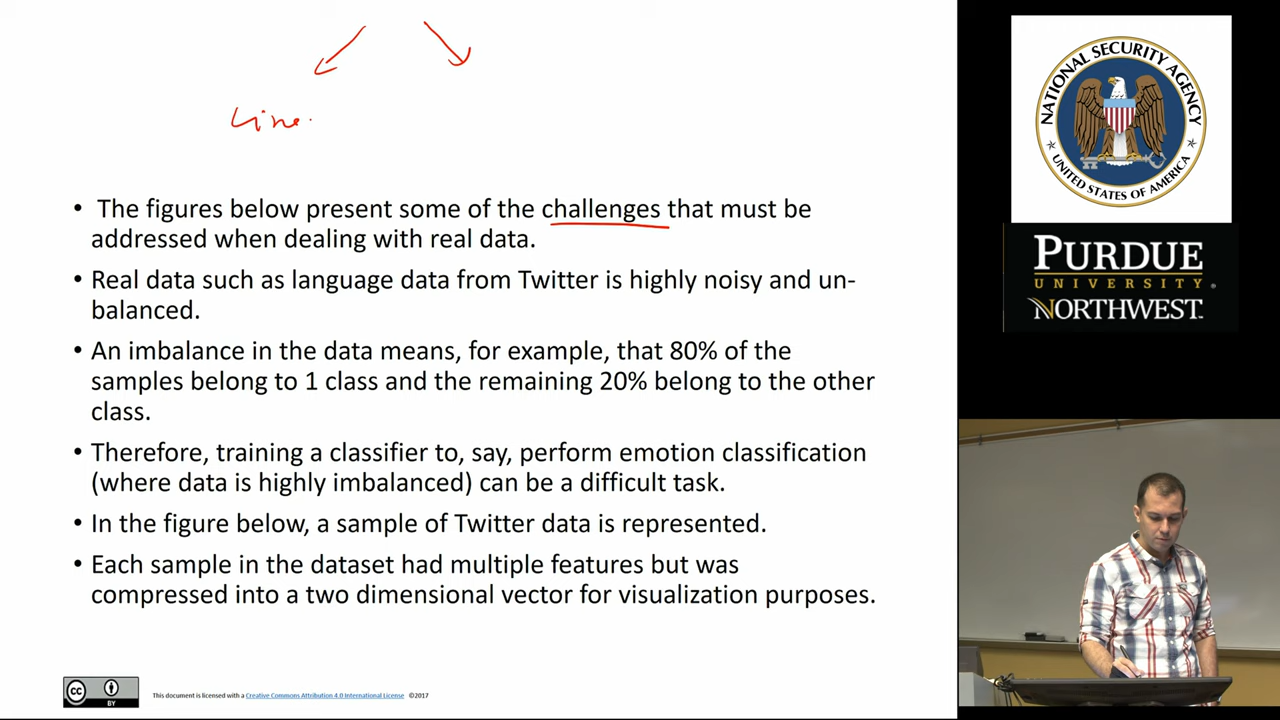 • The figures below present some of the challenges that must be
addressed when dealing with real data.
• Real data such as language data from Twitter is highly noisy and un-
balanced.
• An imbalance in the data means, for example, that 80% of the
samples belong to 1 class and the remaining 20% belong to the other
class.
• Therefore, training a classifier to, say, perform emotion classification
(where data is highly imbalanced) can be a difficult task.
• In the figure below, a sample of Twitter data is represented.
• Each sample in the dataset had multiple features but was
compressed into a two dimensional vector for visualization purposes.
cc BY
This document is licensed with a Creative Commons Attribution 4.0 International License ©2017
NATIONAL SECURITY AGENCY
UNITED STATES OF AMERICA
PURDUE
UNIVERSITY®
NORTHWEST